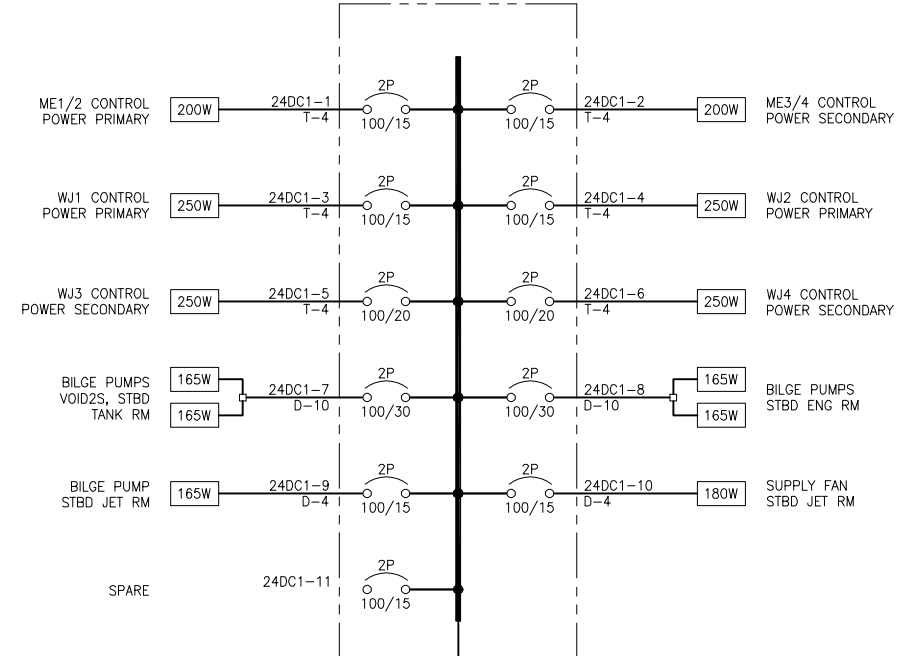 2P
2P
ME1/2 CONTROL
POWER PRIMARY
200W
24DC1-1
T-4
100/15
100/15
24DC1-2
T-4
200W
ME3/4 CONTROL
POWER SECONDARY
2P
2P
WJ1 CONTROL
POWER PRIMARY
250W
24DC1-3
T-4
100/15
100/15
24DC1-4
T-4
250W
WJ2 CONTROL
POWER PRIMARY
2P
2P
WJ3 CONTROL
POWER SECONDARY
250W
24DC1-5
T-4
100/20
100/20
24DC1-6
T-4
250W
WJ4 CONTROL
POWER SECONDARY
2P
2P
BILGE PUMPS
VOID2S, STBD
TANK RM
165W
165W
24DC1-7
D-10
100/30
100/30
24DC1-8
D-10
165W
165W
BILGE PUMPS
STBD ENG RM
2P
2P
BILGE PUMP
STBD JET RM
165W
24DC1-9
D-4
100/15
100/15
24DC1-10
D-4
180W
SUPPLY FAN
STBD JET RM
2P
SPARE
24DC1-11
100/15